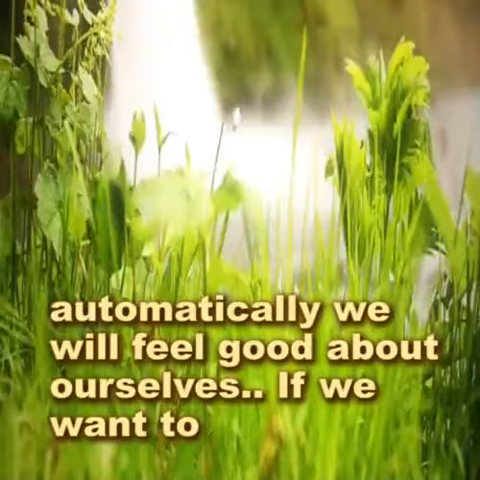 automatically we
will feel good about
ourselves.. If we
want to